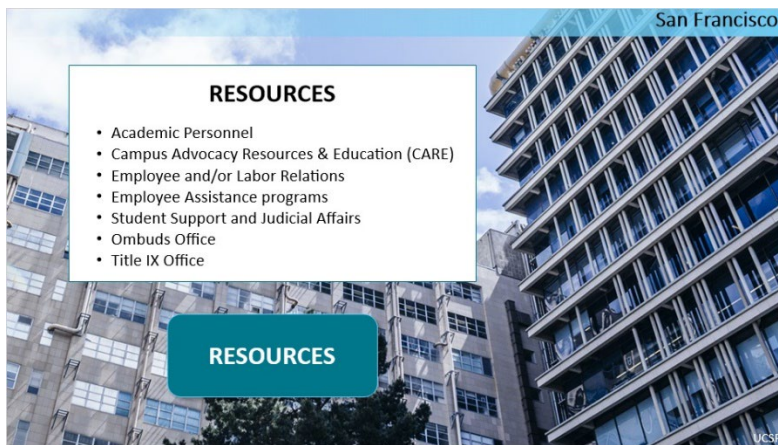 San Francisco
RESOURCES
• Academic Personnel
• Campus Advocacy Resources & Education (CARE)
• Employee and/or Labor Relations
• Employee Assistance programs
• Student Support and Judicial Affairs
• Ombuds Office
• Title IX Office
RESOURCES
UCSF